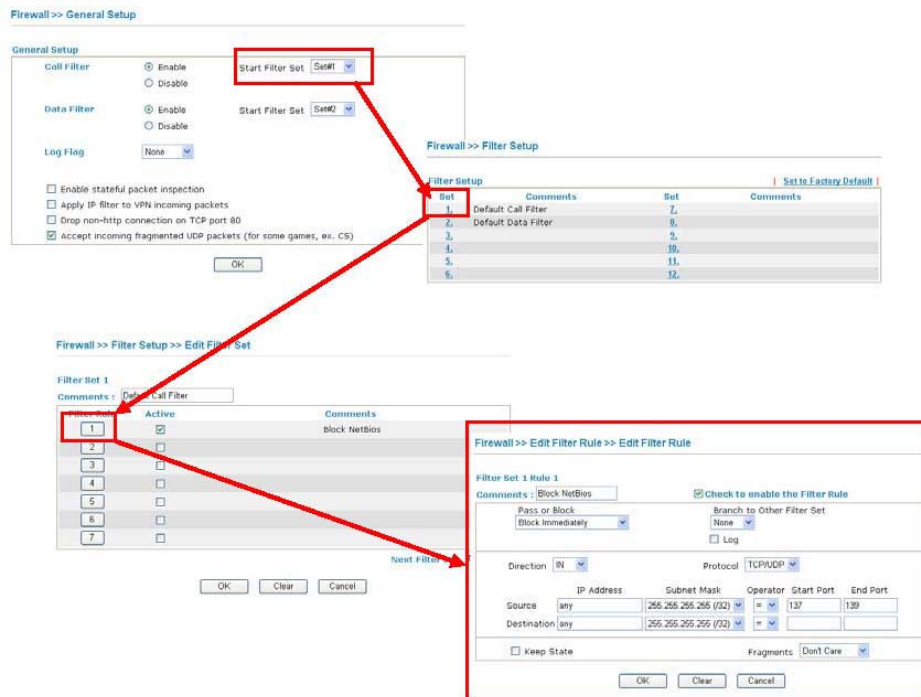 Firewall >> General Setup
General Setup
Call Filter Enable Start Filter Set Set#1
Disable
Data Filter Enable Start Filter Set Set#2
Disable
Log Flag None
Enable stateful packet inspection
Apply IP filter to VPN incoming packets
Drop non-http connection on TCP port 80
Accept incoming fragmented UDP packets (for some games, ex. CS)
OK
Firewall >> Filter Setup
Filter Setup | Set to Factory Default |
Set Comments Set Comments
1. Default Call Filter 7.
2. Default Data Filter 8.
3. 9.
4. 10.
5. 11.
6. 12.
Firewall >> Filter Setup >> Edit Filter Set
Filter Set 1
Comments : Default Call Filter
Filter Rule Active Comments
1 Block NetBios
2
3
4
5
6
7
Next Filter
OK Clear Cancel
Firewall >> Edit Filter Rule >> Edit Filter Rule
Filter Set 1 Rule 1
Comments : Block NetBios Check to enable the Filter Rule
Pass or Block Branch to Other Filter Set
Block Immediately None
Log
Direction IN Protocol TCP/UDP
IP Address Subnet Mask Operator Start Port End Port
Source any 255.255.255.255 (/32) = 137 139
Destination any 255.255.255.255 (/32) =
Keep State Fragments Don't Care
OK Clear Cancel